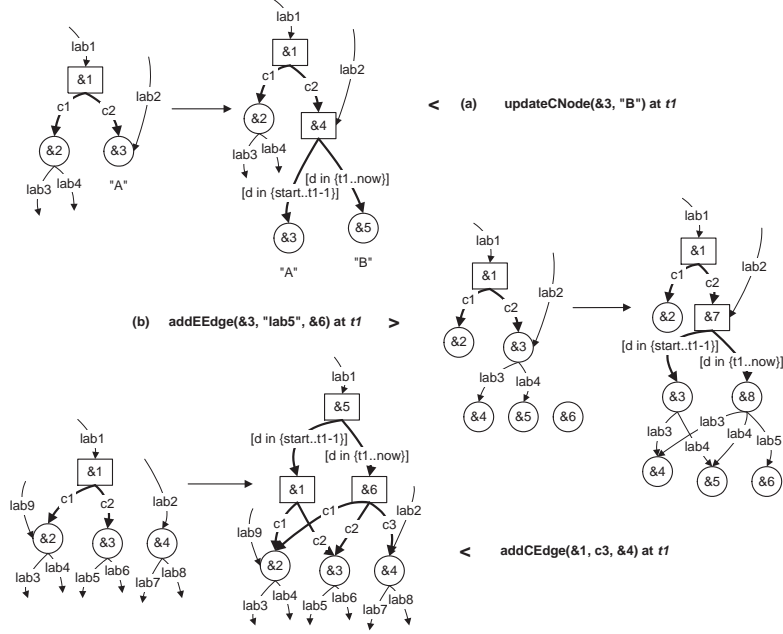 lab1
lab1
&1
&1
c1
c2
lab2
c1
c2
lab2
< (a) updateCNode(&3, "B") at t1
&2
&4
&2
&3
lab3
lab4
lab3
lab4
"A"
[d in {t1..now}]
[d in {start..t1-1}]
&3
&5
"A"
"B"
lab1
lab1
&1
&1
c1
c2
lab2
c1
c2
lab2
&2
&7
(b) addEEdge(&3, "lab5", &6) at t1 >
&2
&3
[d in {start..t1-1}]
[d in {t1..now}]
lab3
lab4
&3
&8
&4
&5
&6
lab3
lab3
lab4
lab4
lab5
&4
&5
&6
lab1
&5
[d in {start..t1-1}]
[d in {t1..now}]
lab1
&1
&1
&6
lab9
c1
c2
lab2
lab9
c1
c1
c2
c2
c3
lab2
&2
&3
&4
&2
&3
&4
< addCEdge(&1, c3, &4) at t1
lab3
lab4
lab5
lab6
lab7
lab8
lab3
lab4
lab5
lab6
lab7
lab8